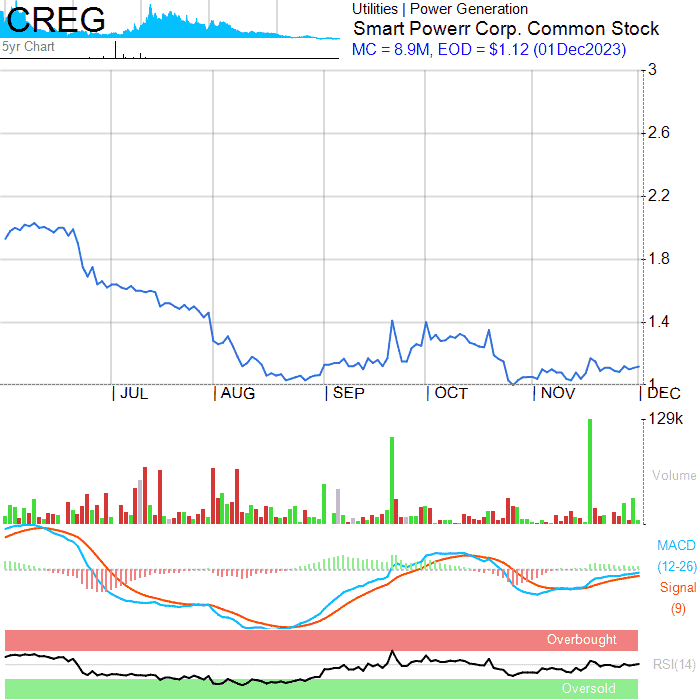 CREG
5yr Chart
Utilities | Power Generation
Smart Powerr Corp. Common Stock
MC = 8.9M, EOD = $1.12 (01Dec2023)
3
2.6
2.2
1.8
1.4
1
JUL AUG SEP OCT NOV DEC
129k
Volume
MACD
(12-26)
Signal
(9)
Overbought
RSI(14)
Oversold